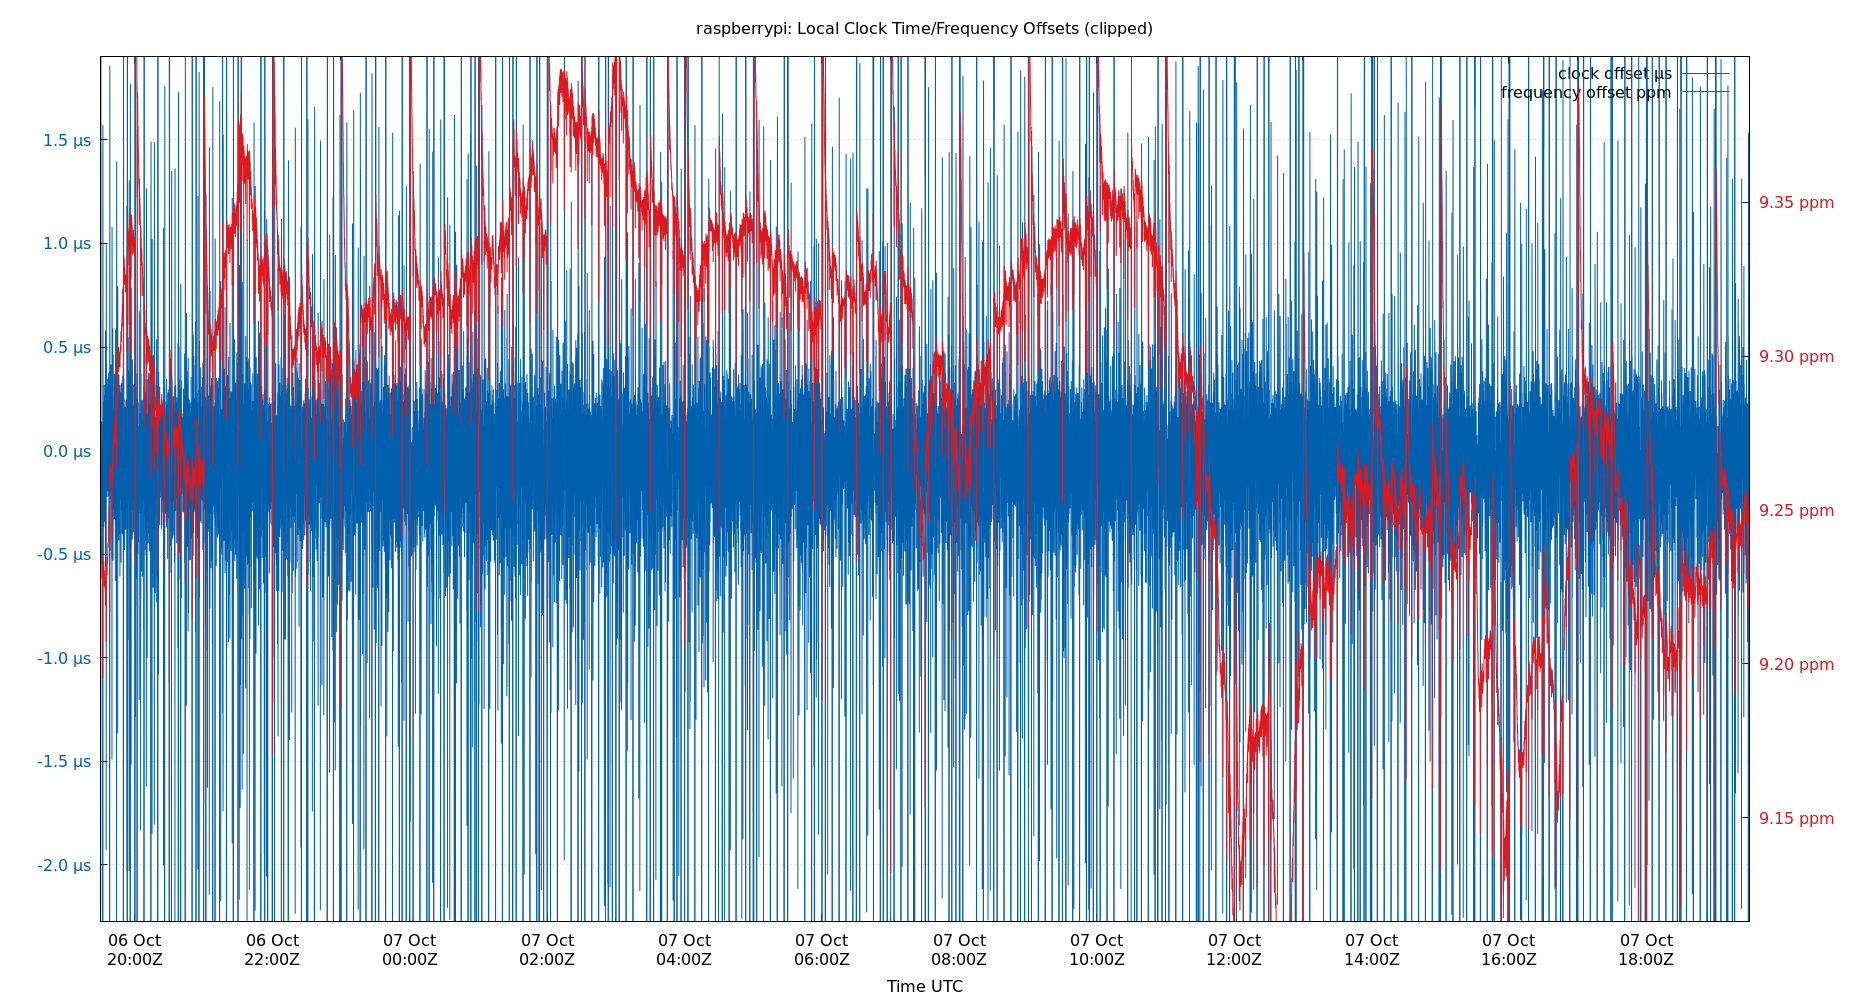 raspberrypi: Local Clock Time/Frequency Offsets (clipped)
clock offset µs
frequency offset ppm
1.5 µs
1.0 µs
0.5 µs
0.0 µs
-0.5 µs
-1.0 µs
-1.5 µs
-2.0 µs
9.35 ppm
9.30 ppm
9.25 ppm
9.20 ppm
9.15 ppm
06 Oct 06 Oct 07 Oct 07 Oct 07 Oct 07 Oct 07 Oct 07 Oct 07 Oct 07 Oct 07 Oct 07 Oct
20:00Z 22:00Z 00:00Z 02:00Z 04:00Z 06:00Z 08:00Z 10:00Z 12:00Z 14:00Z 16:00Z 18:00Z
Time UTC